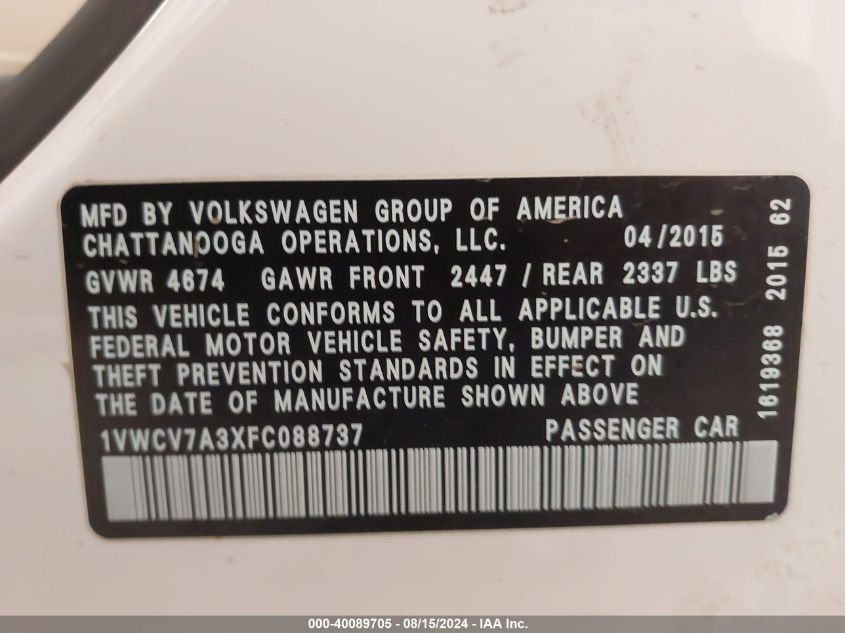 MFD BY VOLKSWAGEN GROUP OF AMERICA
CHATTANOOGA OPERATIONS, LLC. 04/2015
GVWR 4674 GAWR FRONT 2447 / REAR 2337 LBS
THIS VEHICLE CONFORMS TO ALL APPLICABLE U.S.
FEDERAL MOTOR VEHICLE SAFETY, BUMPER AND
THEFT PREVENTION STANDARDS IN EFFECT ON
THE DATE OF MANUFACTURE SHOWN ABOVE
1VWCV7A3XFC088737 PASSENGER CAR
1619368 2015 62
000-40089705 - 08/15/2024 - IAA Inc.